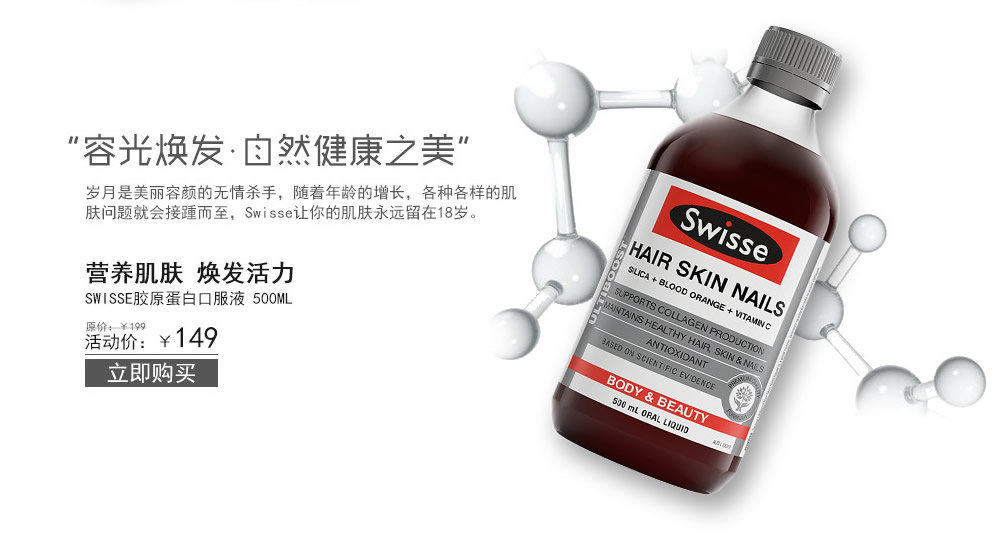 "容光焕发·自然健康之美"
岁月是美丽容颜的无情杀手，随着年龄的增长，各种各样的肌
肤问题就会接踵而至，Swisse让你的肌肤永远留在18岁。
营养肌肤 焕发活力
SWISSE胶原蛋白口服液 500ML
原价：￥199
活动价：￥149
立即购买
Swisse
ULTIBOOST
HAIR SKIN NAILS
SILICA + BLOOD ORANGE + VITAMIN C
SUPPORTS COLLAGEN PRODUCTION
MAINTAINS HEALTHY HAIR, SKIN & NAILS
ANTIOXIDANT
BASED ON SCIENTIFIC EVIDENCE
BODY & BEAUTY
500 mL ORAL LIQUID